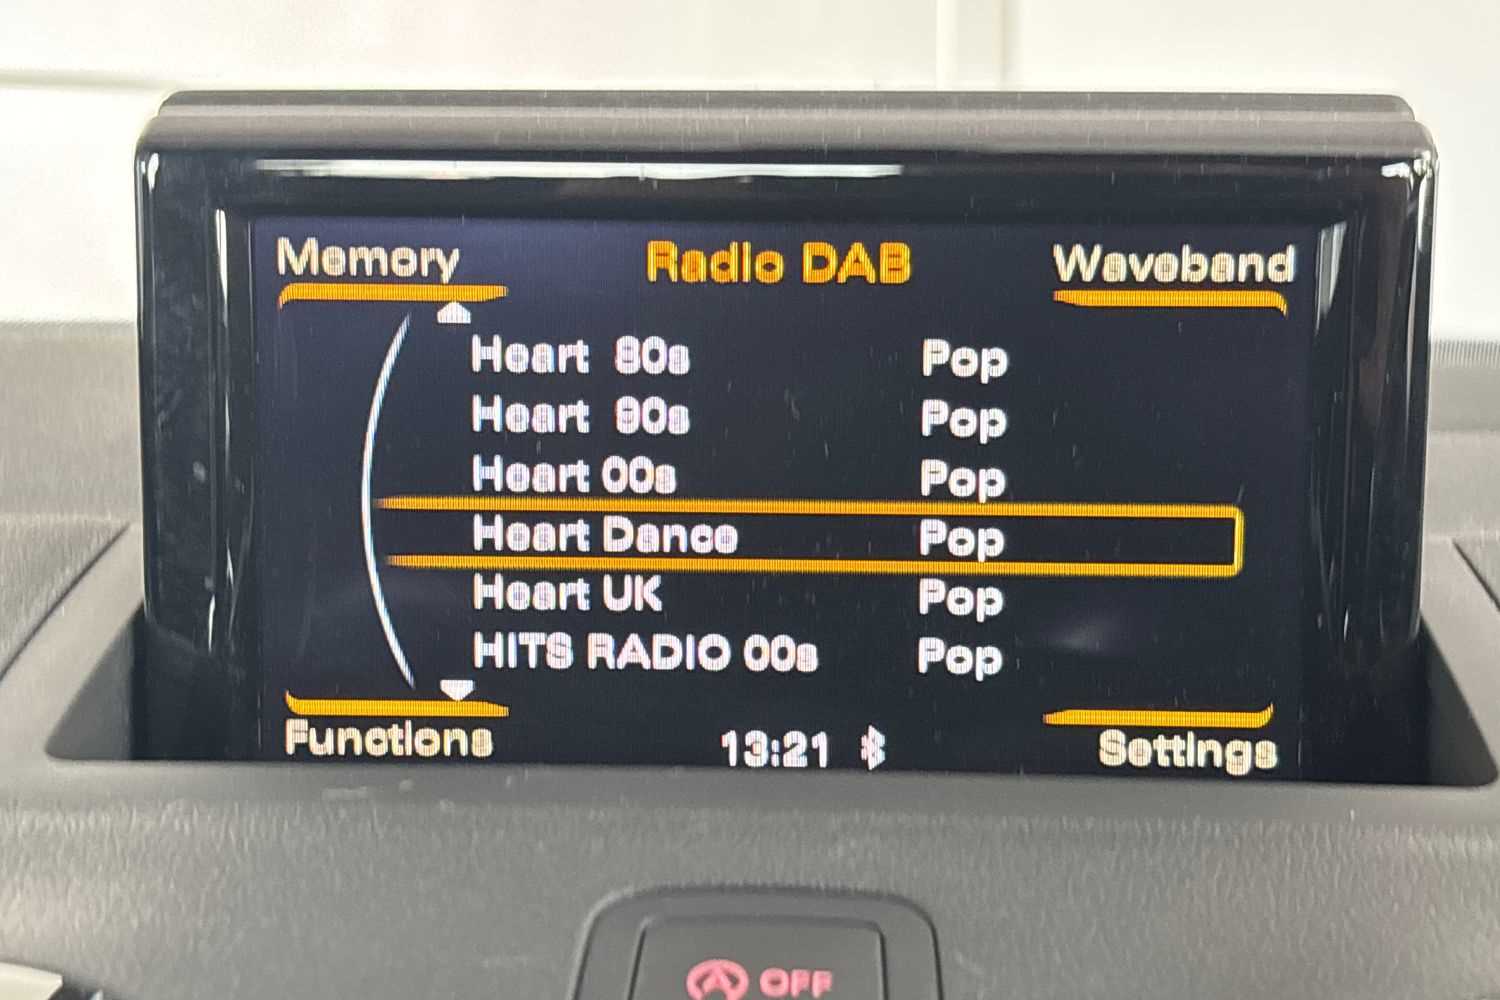 Memory Radio DAB Waveband
Heart 80s Pop
Heart 90s Pop
Heart 00s Pop
Heart Dance Pop
Heart UK Pop
HITS RADIO 00s Pop
Functions 13:21 Settings
A OFF